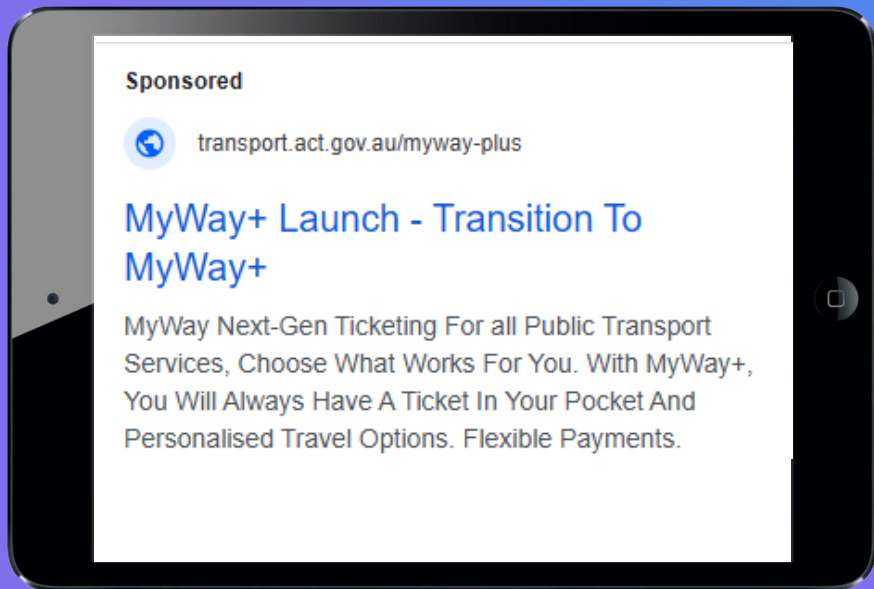 Sponsored
transport.act.gov.au/myway-plus
MyWay+ Launch - Transition To
MyWay+
MyWay Next-Gen Ticketing For all Public Transport
Services, Choose What Works For You. With MyWay+,
You Will Always Have A Ticket In Your Pocket And
Personalised Travel Options. Flexible Payments.